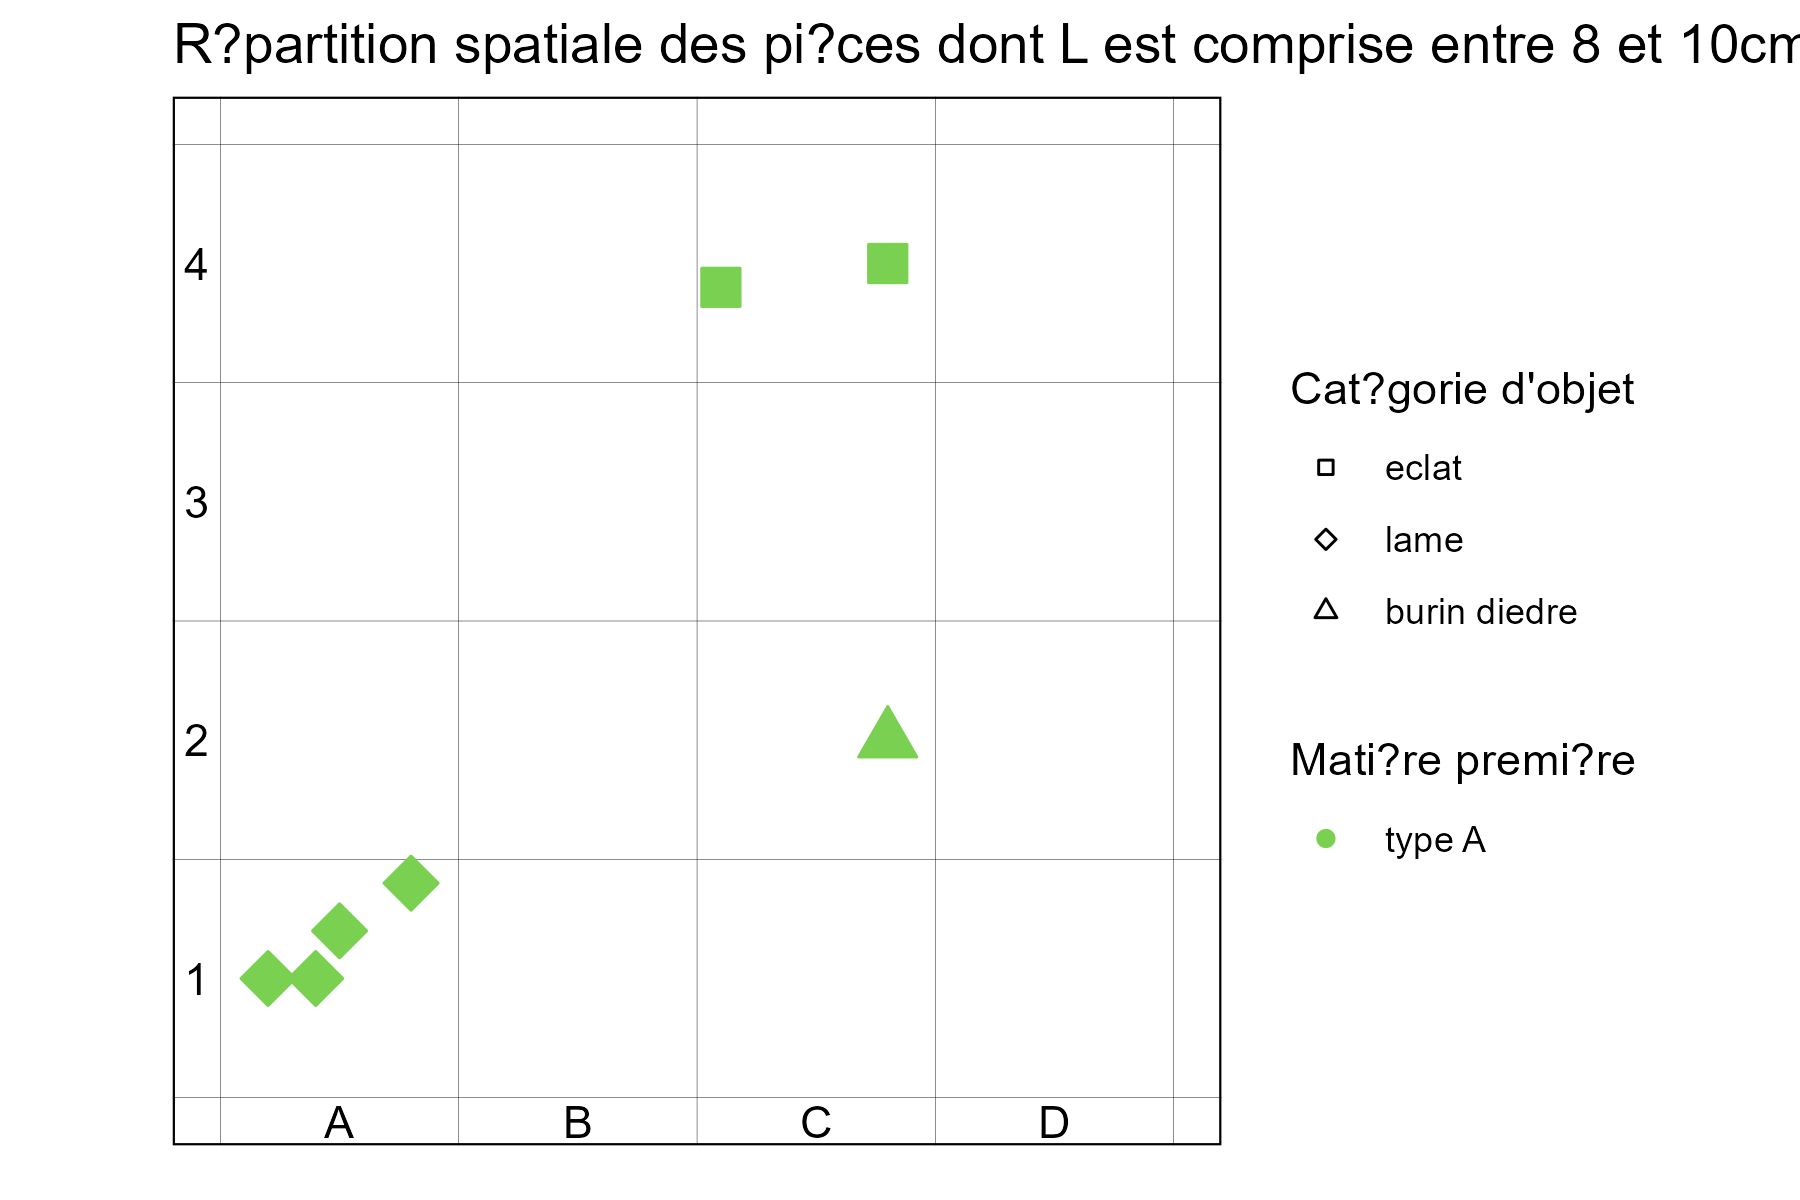 R?partition spatiale des pi?ces dont L est comprise entre 8 et 10cm
4
3
2
1
A B C D
Cat?gorie d'objet
eclat
lame
burin diedre
Mati?re premi?re
type A